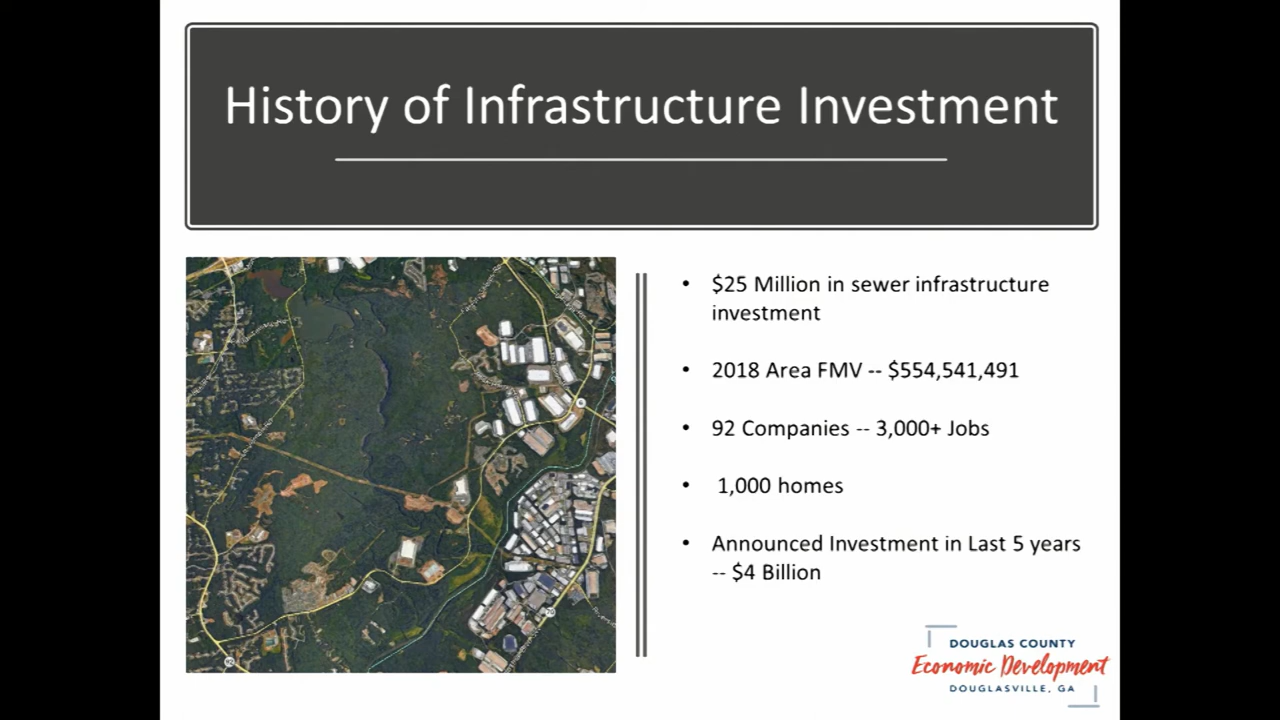 History of Infrastructure Investment
• $25 Million in sewer infrastructure
investment
• 2018 Area FMV -- $554,541,491
• 92 Companies -- 3,000+ Jobs
• 1,000 homes
• Announced Investment in Last 5 years
-- $4 Billion
DOUGLAS COUNTY
Economic Development
DOUGLASVILLE, GA